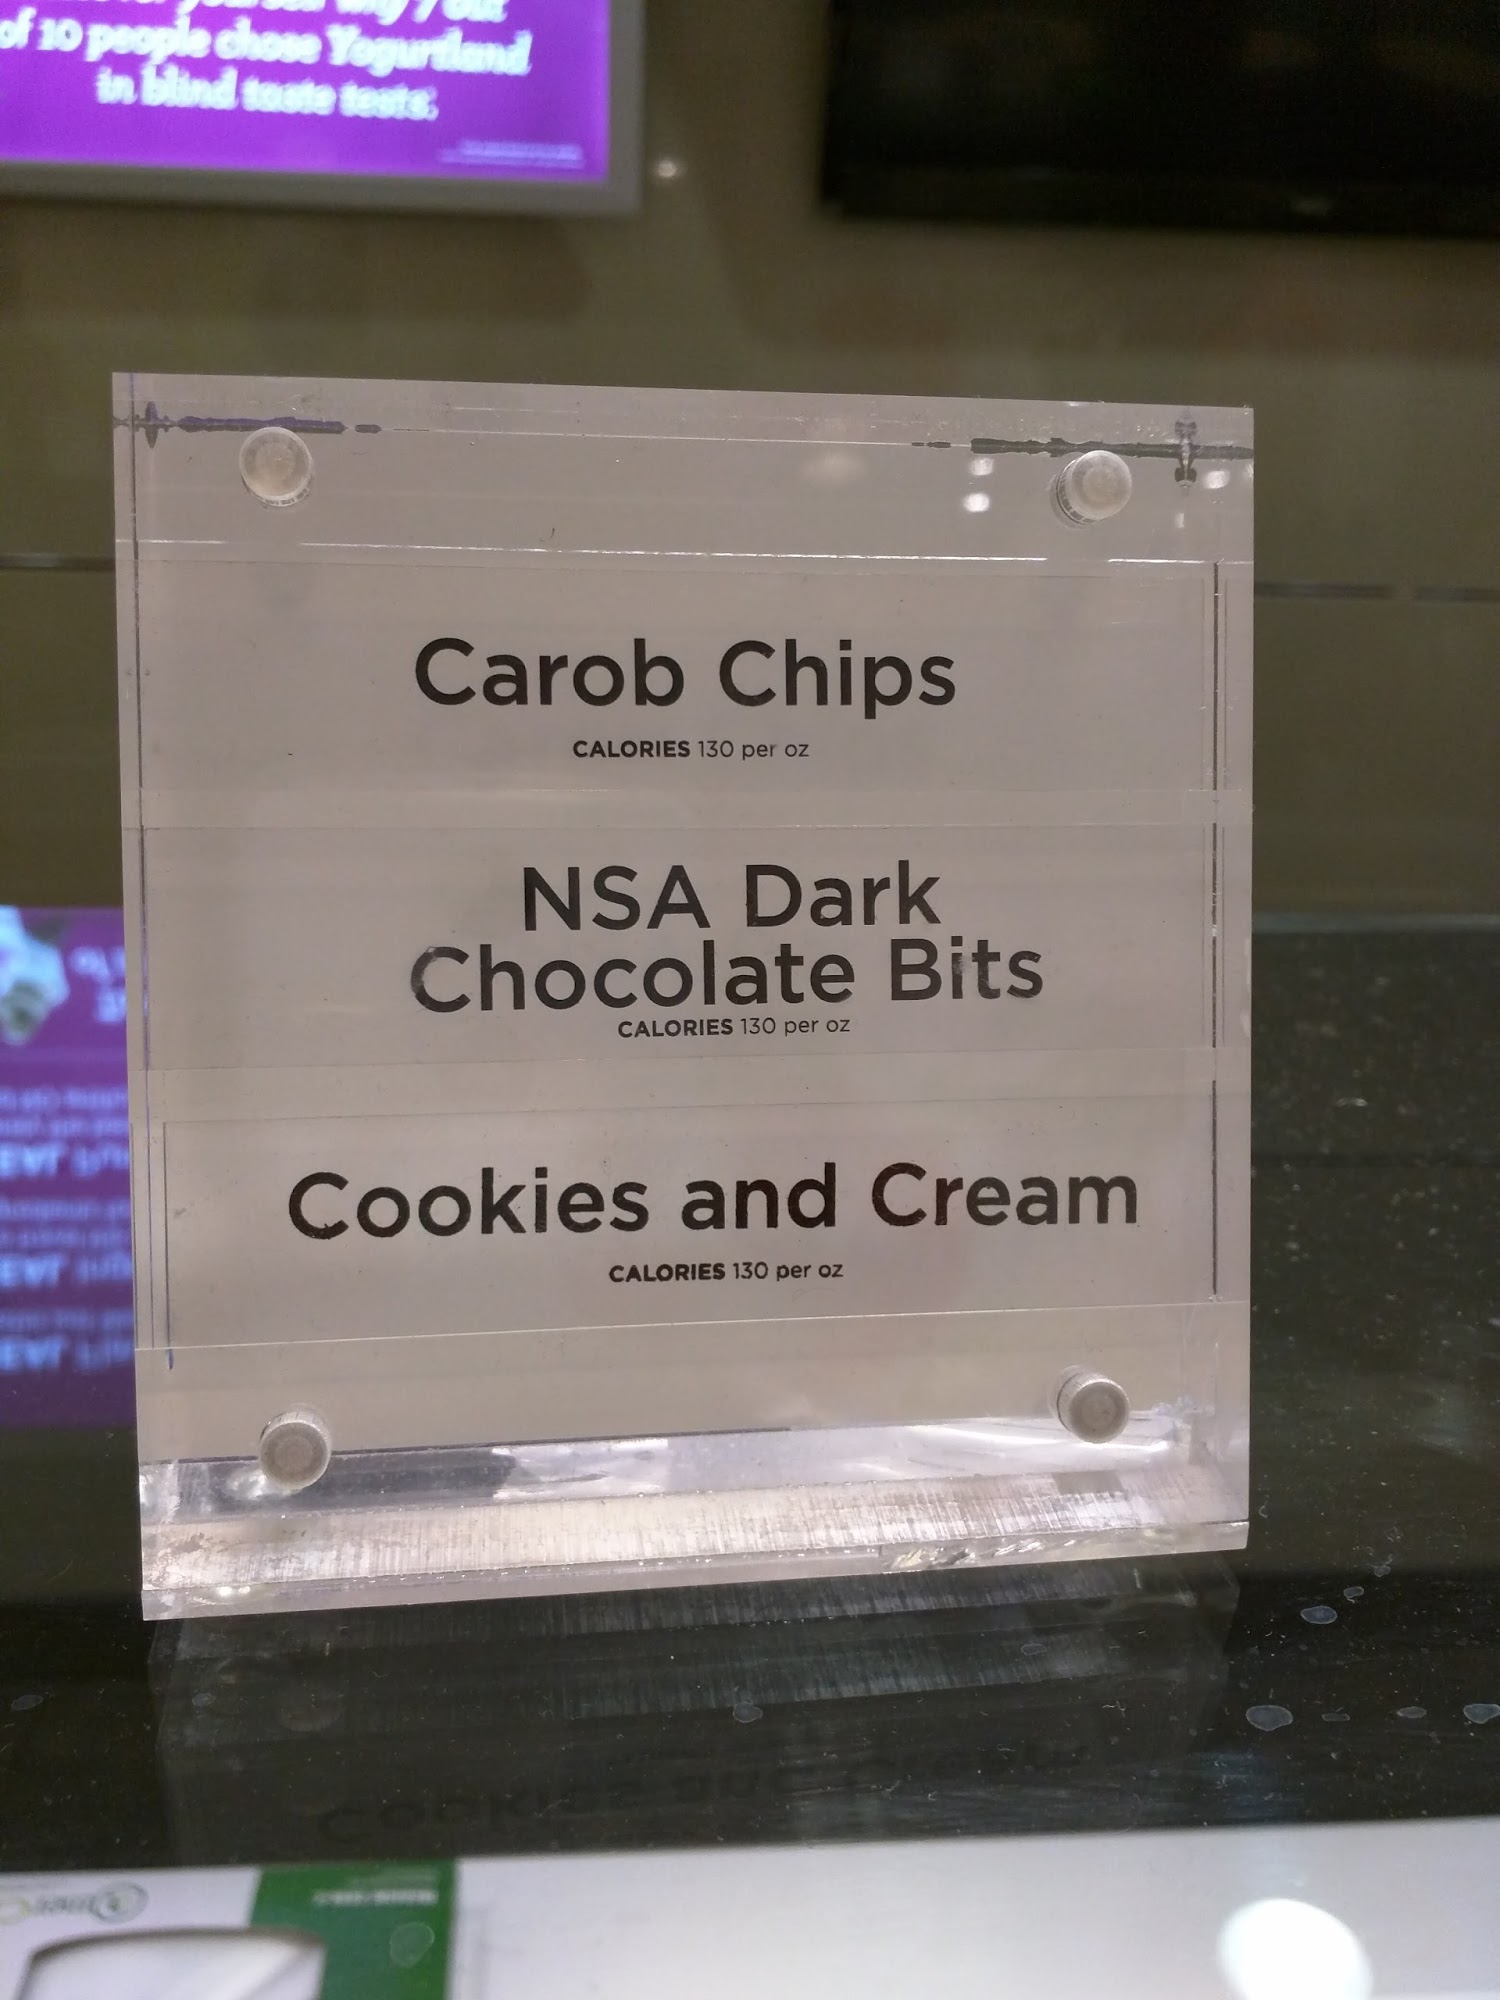 of 10 people chose Yogurtland
in blind taste tests.
Carob Chips
CALORIES 130 per oz
NSA Dark
Chocolate Bits
CALORIES 130 per oz
Cookies and Cream
CALORIES 130 per oz